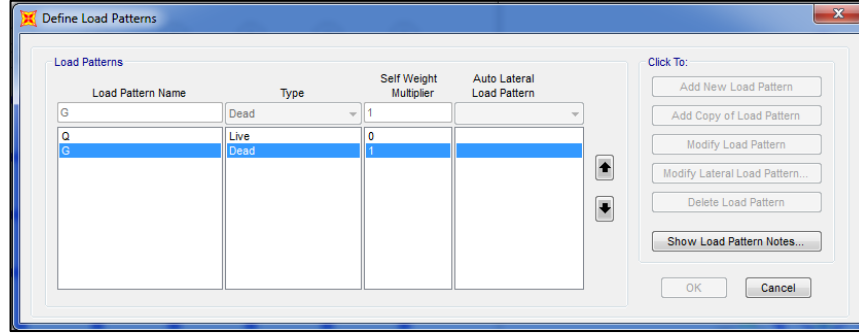 Define Load Patterns
Load Patterns
Click To:
Load Pattern Name
Type
Self Weight Multiplier
Auto Lateral Load Pattern
G
Dead
1
Q
Live
0
G
Dead
1
Add New Load Pattern
Add Copy of Load Pattern
Modify Load Pattern
Modify Lateral Load Pattern...
Delete Load Pattern
Show Load Pattern Notes...
OK
Cancel